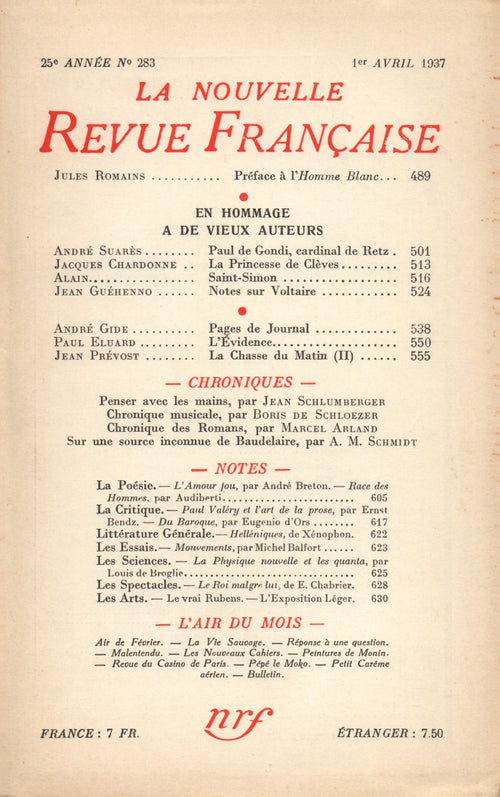 25e ANNÉE No 283 1er AVRIL 1937
LA NOUVELLE
REVUE FRANÇAISE
JULES ROMAINS ........... Préface à l'Homme Blanc... 489
EN HOMMAGE
A DE VIEUX AUTEURS
ANDRÉ SUARÈS ........ Paul de Gondi, cardinal de Retz . 501
JACQUES CHARDONNE .. La Princesse de Clèves ......... 513
ALAIN............... Saint-Simon ................ 516
JEAN GUÉHENNO ...... Notes sur Voltaire ............ 524
ANDRÉ GIDE ......... Pages de Journal ............. 538
PAUL ELUARD ......... L'Évidence.................. 550
JEAN PRÉVOST ........ La Chasse du Matin (II) ...... 555
— CHRONIQUES —
Penser avec les mains, par JEAN SCHLUMBERGER
Chronique musicale, par BORIS DE SCHLOEZER
Chronique des Romans, par MARCEL ARLAND
Sur une source inconnue de Baudelaire, par A. M. SCHMIDT
— NOTES —
La Poésie. — L'Amour fou, par André Breton. — Race des
Hommes, par Audiberti......................... 605
La Critique. — Paul Valéry et l'art de la prose, par Ernst
Bendz. — Du Baroque, par Eugenio d'Ors ........ 617
Littérature Générale. — Helléniques, de Xénophon. 622
Les Essais. — Mouvements, par Michel Balfort ...... 623
Les Sciences. — La Physique nouvelle et les quanta, par
Louis de Broglie................................ 625
Les Spectacles. — Le Roi malgré lui, de E. Chabrier. 628
Les Arts. — Le vrai Rubens. — L'Exposition Léger. 630
— L'AIR DU MOIS —
Air de Février. — La Vie Sauvage. — Réponse à une question.
— Malentendu. — Les Nouveaux Cahiers. — Peintures de Monin.
— Revue du Casino de Paris. — Pépé le Moko. — Petit Carême
aérien. — Bulletin.
nrf
FRANCE : 7 FR. ÉTRANGER : 7.50